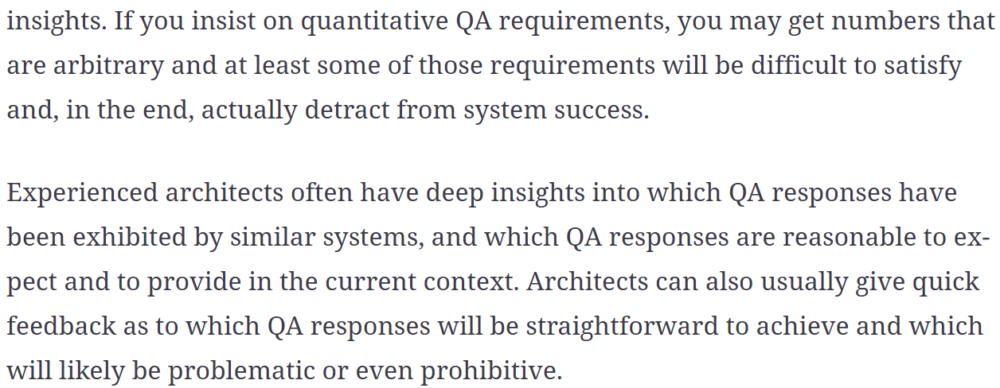 insights. If you insist on quantitative QA requirements, you may get numbers that
are arbitrary and at least some of those requirements will be difficult to satisfy
and, in the end, actually detract from system success.
Experienced architects often have deep insights into which QA responses have
been exhibited by similar systems, and which QA responses are reasonable to ex-
pect and to provide in the current context. Architects can also usually give quick
feedback as to which QA responses will be straightforward to achieve and which
will likely be problematic or even prohibitive.